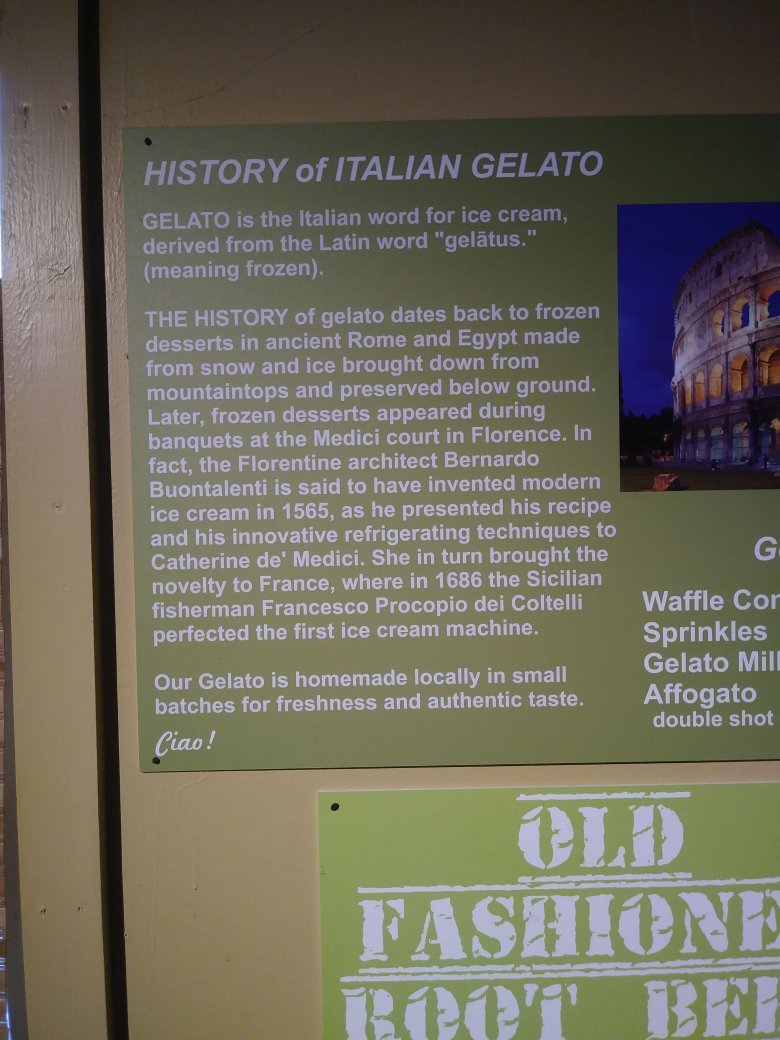 HISTORY of ITALIAN GELATO
GELATO is the Italian word for ice cream,
derived from the Latin word "gelātus."
(meaning frozen).
THE HISTORY of gelato dates back to frozen
desserts in ancient Rome and Egypt made
from snow and ice brought down from
mountaintops and preserved below ground.
Later, frozen desserts appeared during
banquets at the Medici court in Florence. In
fact, the Florentine architect Bernardo
Buontalenti is said to have invented modern
ice cream in 1565, as he presented his recipe
and his innovative refrigerating techniques to
Catherine de' Medici. She in turn brought the
novelty to France, where in 1686 the Sicilian
fisherman Francesco Procopio dei Coltelli
perfected the first ice cream machine.
Our Gelato is homemade locally in small
batches for freshness and authentic taste.
Ciao!
Waffle
Sprinkles
Gelato
Affogato
double shot
OLD
ROOT